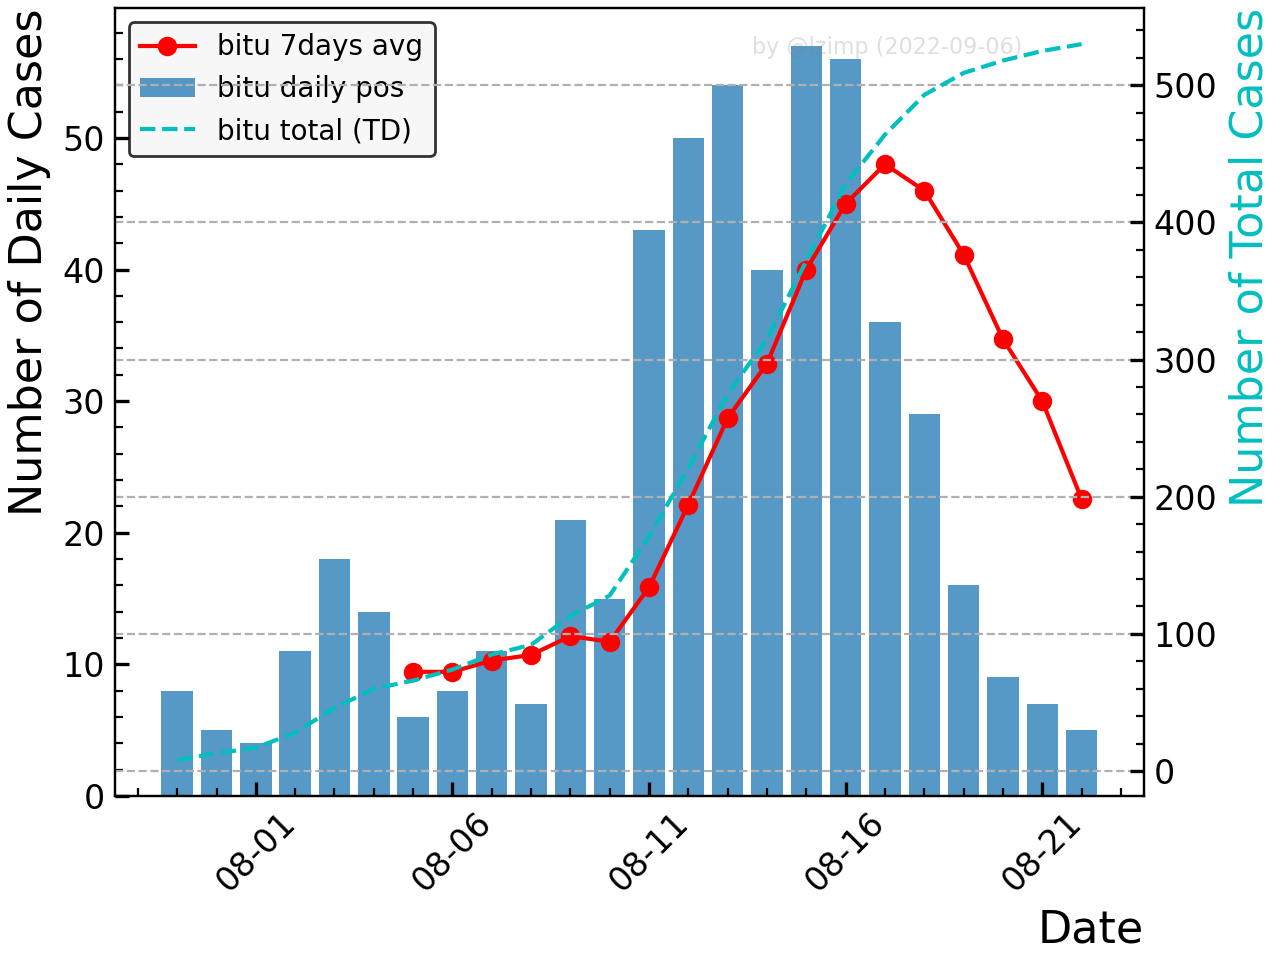 by @lzimp (2022-09-06)
bitu 7days avg
bitu daily pos
bitu total (TD)
Number of Daily Cases
50
40
30
20
10
0
Number of Total Cases
500
400
300
200
100
0
08-01
08-06
08-11
08-16
08-21
Date